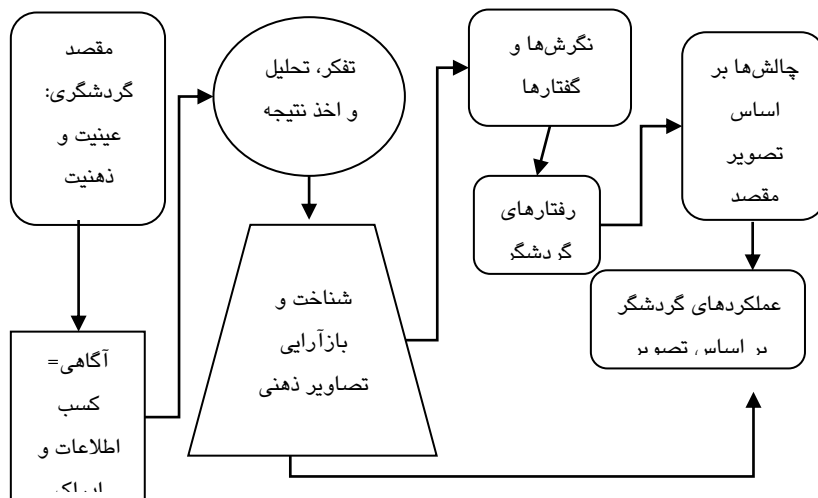 مقصد
گردشگری:
عینیت و
ذهنیت
آگاهی=
کسب
اطلاعات و
ادراک
تفکر، تحلیل
و اخذ نتیجه
شناخت و
بازآرایی
تصاویر ذهنی
نگرش‌ها و
گفتارها
رفتارهای
گردشگر
چالش‌ها بر
اساس
تصویر
مقصد
عملکردهای گردشگر
بر اساس تصویر